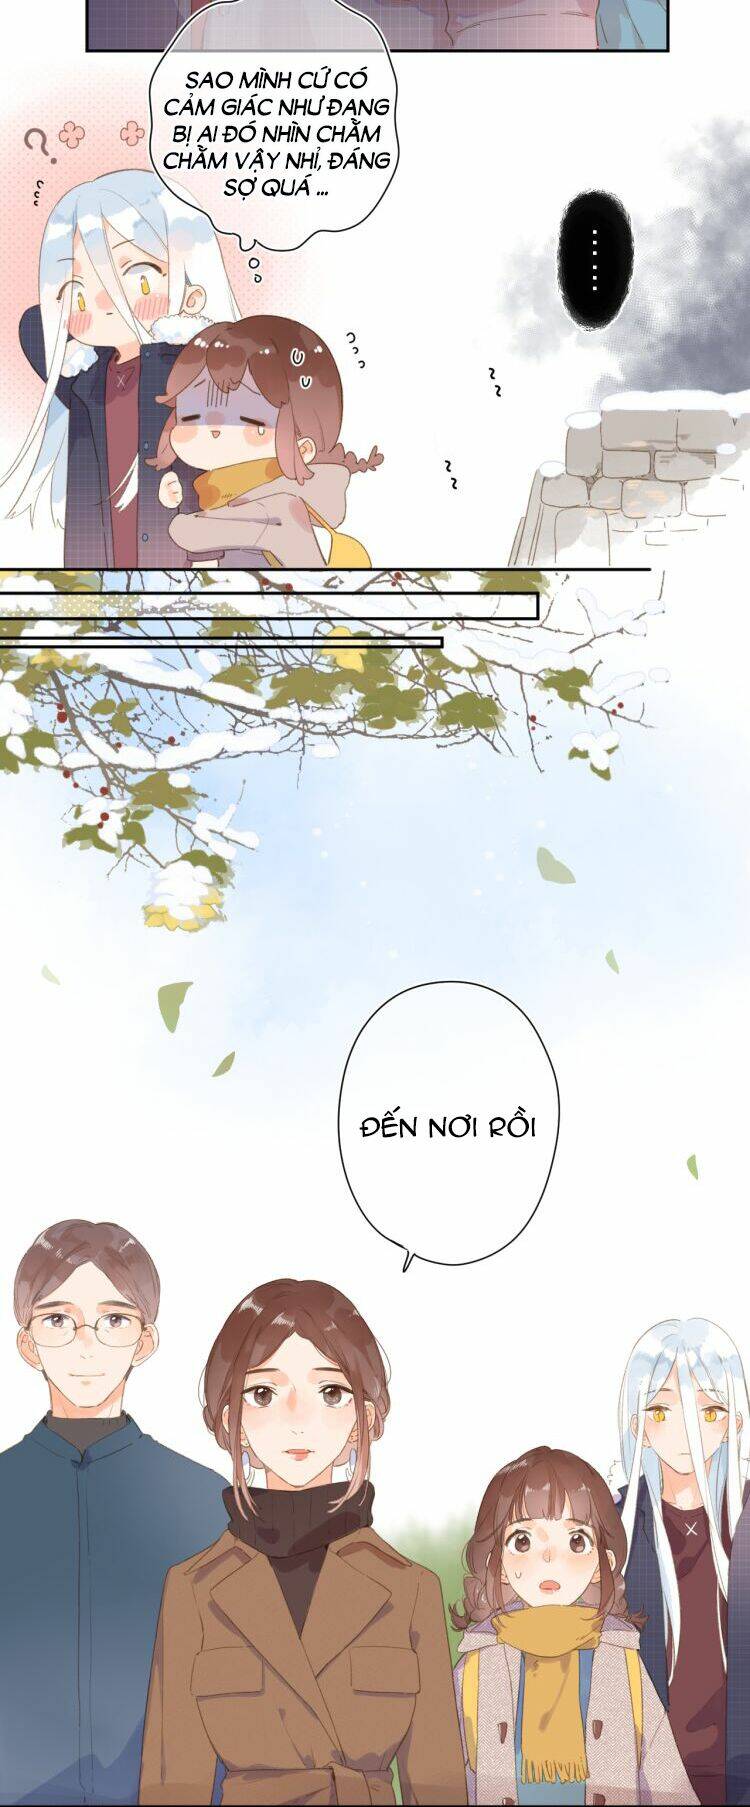 SAO MÌNH CỨ CÓ
CẢM GIÁC NHƯ ĐANG
BỊ AI ĐÓ NHÌN CHẰM
CHẰM VẬY NHỈ, ĐÁNG
SỢ QUÁ ...
?
......
ĐẾN NƠI RỒI